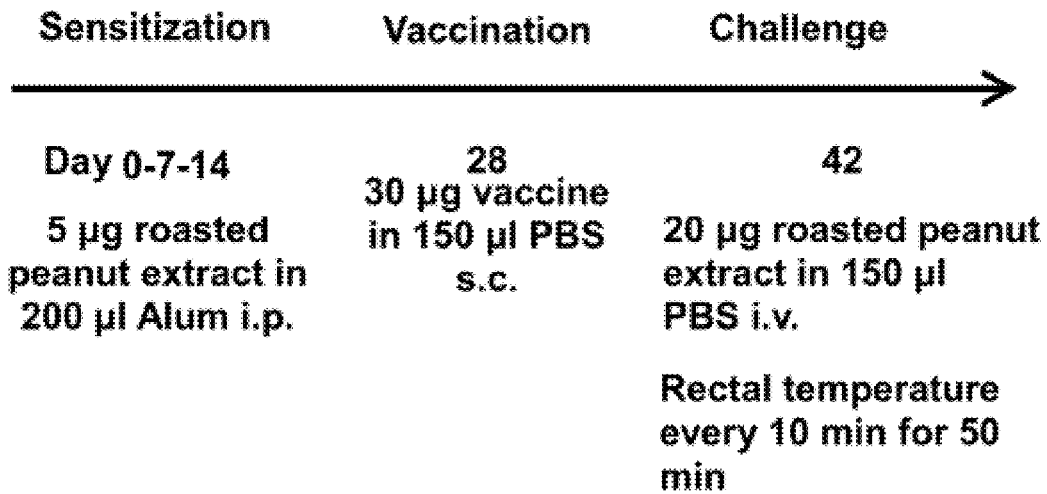 Sensitization
Vaccination
Challenge
Day 0-7-14
5 µg roasted
peanut extract in
200 µl Alum i.p.
28
30 µg vaccine
in 150 µl PBS
s.c.
42
20 µg roasted peanut
extract in 150 µl
PBS i.v.
Rectal temperature
every 10 min for 50
min